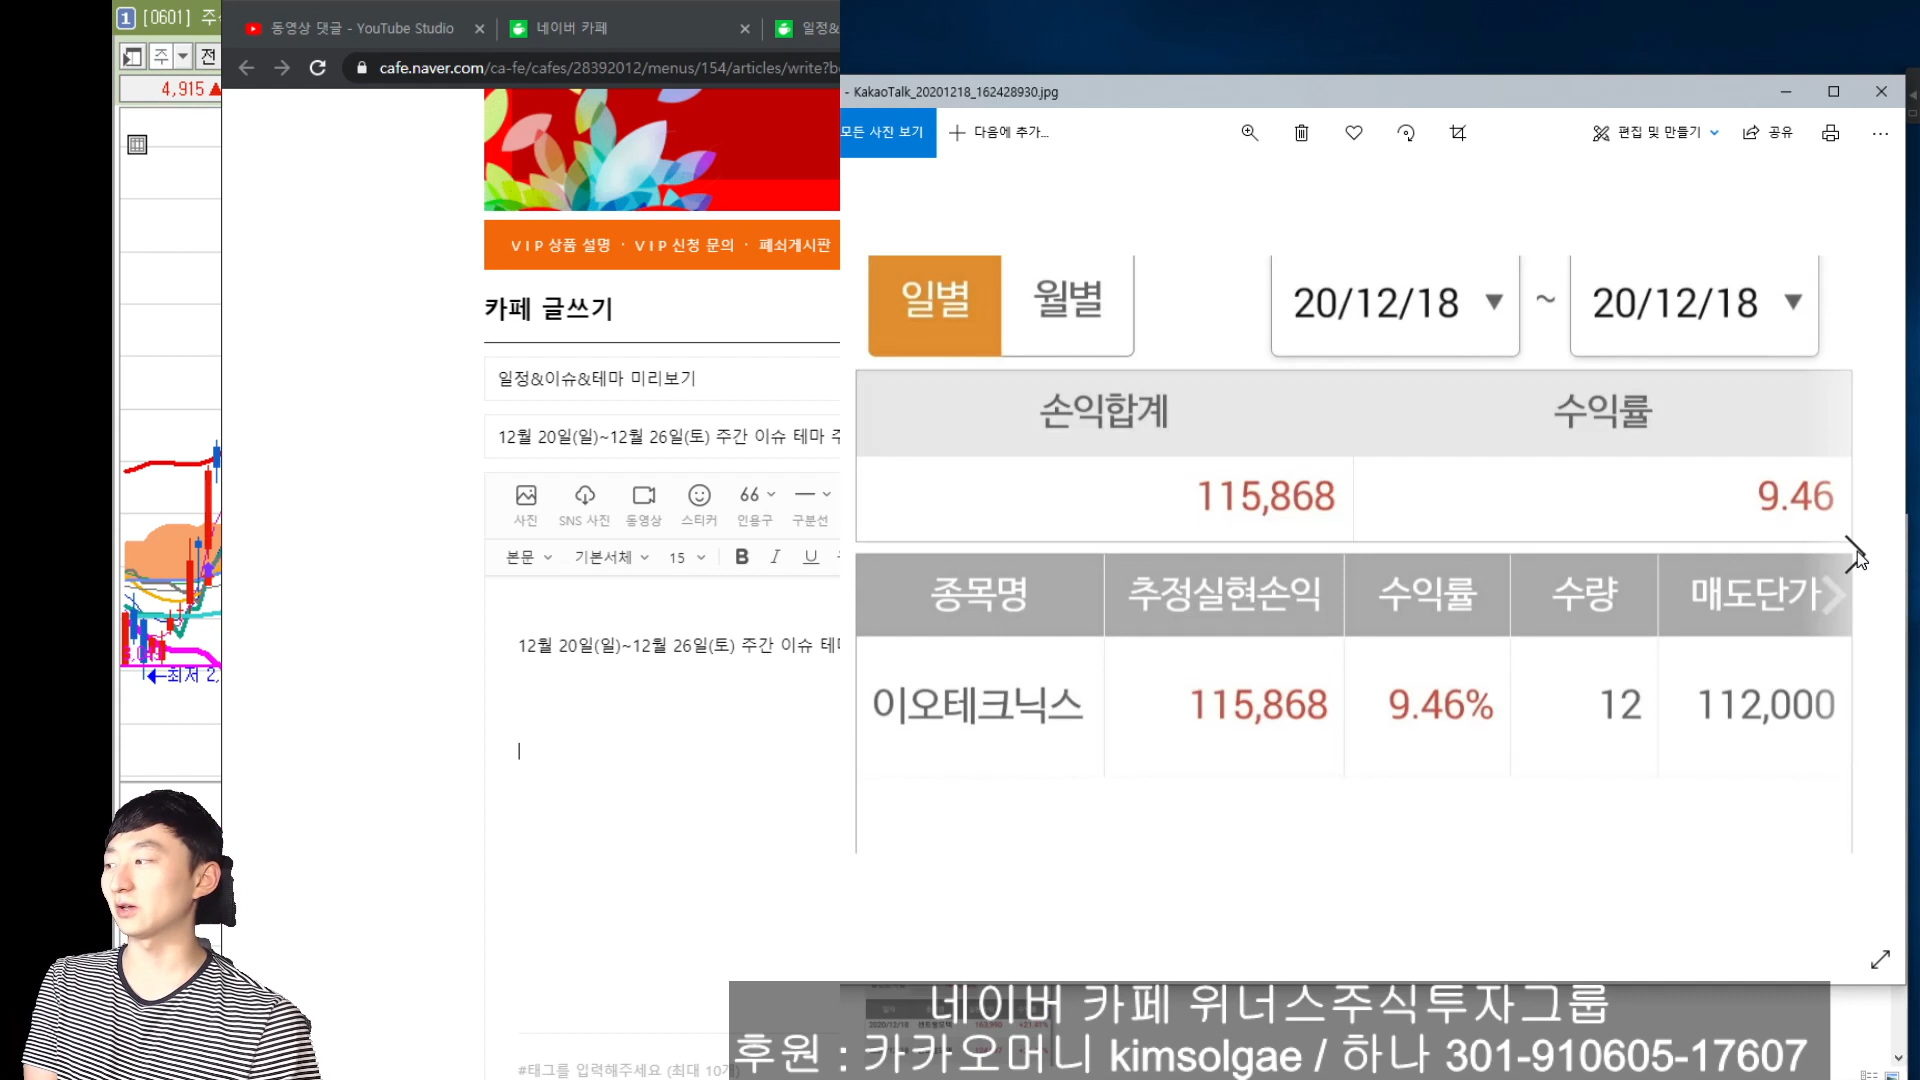 [0601] 주
주
전
4,915▲
←최저 2,
동영상 댓글 - YouTube Studio
네이버 카페
일정&
cafe.naver.com/ca-fe/cafes/28392012/menus/154/articles/write?b
VIP 상품 설명 · VIP 신청 문의 · 폐쇠게시판
카페 글쓰기
일정&이슈&테마 미리보기
12월 20일(일)~12월 26일(토) 주간 이슈 테마 주
사진 SNS 사진 동영상 스티커 인용구 구분선
본문 기본서체 15 B I U
12월 20일(일)~12월 26일(토) 주간 이슈 테
#태그를 입력해주세요 (최대 10개)
- KakaoTalk_20201218_162428930.jpg
모든 사진 보기
다음에 추가...
편집 및 만들기
공유
일별 월별 20/12/18 ▼ ~ 20/12/18 ▼
손익합계 수익률
115,868 9.46
종목명 추정실현손익 수익률 수량 매도단가
이오테크닉스 115,868 9.46% 12 112,000
네이버 카페 위너스주식투자그룹
후원 : 카카오머니 kimsolgae / 하나 301-910605-17607